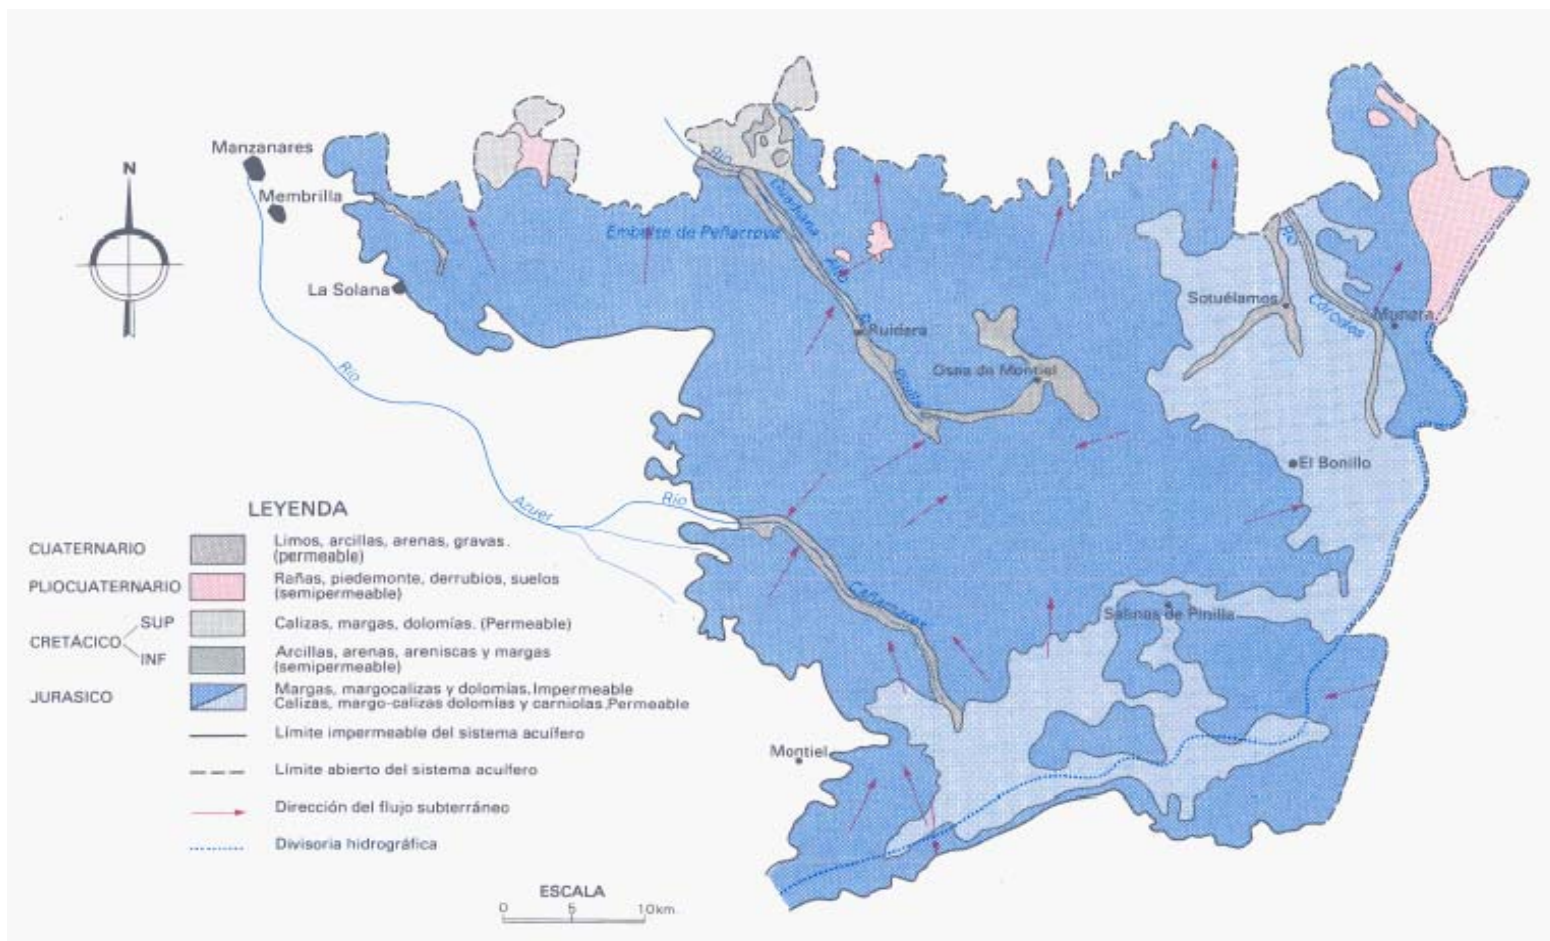 N
Manzanares
Membrilla
La Solana
Río
Azuer
Río
Río
Guadiana
Alto
Embalse de Peñarroya
Ruidera
Pinilla
Ossa de Montiel
Sotuélamos
Río
Córcoles
Munera
El Bonillo
Cañamares
Salinas de Pinilla
Montiel
LEYENDA
CUATERNARIO
Limos, arcillas, arenas, gravas.
(permeable)
PLIOCUATERNARIO
Rañas, piedemonte, derrubios, suelos
(semipermeable)
CRETÁCICO
SUP
Calizas, margas, dolomías. (Permeable)
INF
Arcillas, arenas, areniscas y margas
(semipermeable)
JURASICO
Margas, margocalizas y dolomías. Impermeable
Calizas, margo-calizas dolomías y carniolas. Permeable
Límite impermeable del sistema acuífero
Límite abierto del sistema acuífero
Dirección del flujo subterráneo
Divisoria hidrográfica
ESCALA
0 5 10km.